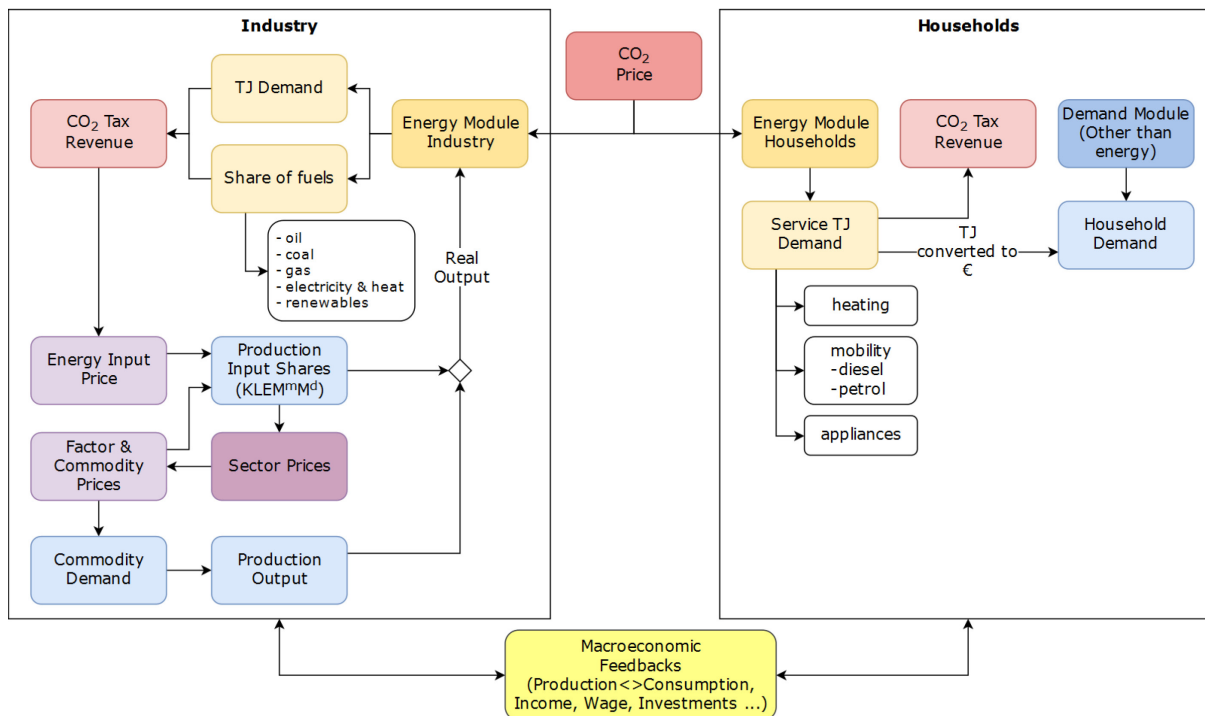 Industry
CO₂
Price
Households
TJ Demand
CO₂ Tax
Revenue
Energy Module
Industry
Share of fuels
- oil
- coal
- gas
- electricity & heat
- renewables
Real
Output
Energy Input
Price
Production
Input Shares
(KLEMᵐMᵈ)
Factor &
Commodity
Prices
Sector Prices
Commodity
Demand
Production
Output
Energy Module
Households
CO₂ Tax
Revenue
Demand Module
(Other than
energy)
Service TJ
Demand
TJ
converted to
€
Household
Demand
heating
mobility
-diesel
-petrol
appliances
Macroeconomic
Feedbacks
(Production<>Consumption,
Income, Wage, Investments ...)